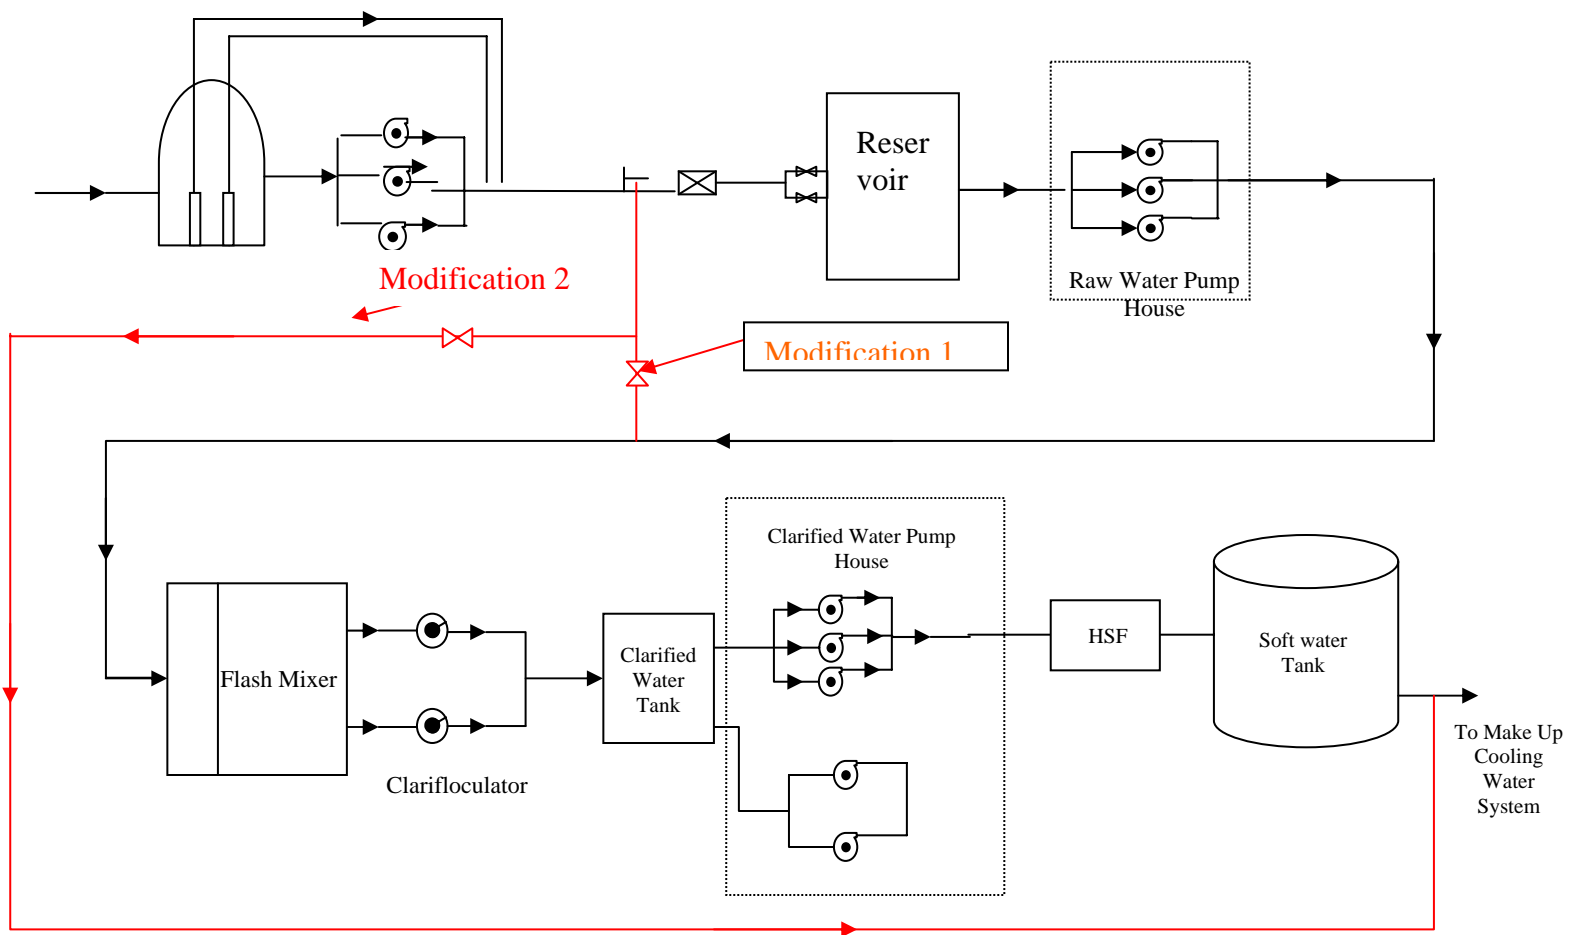 Reser
voir
Raw Water Pump
House
Modification 2
Modification 1
Clarified Water Pump
House
Flash Mixer
Clarifloculator
Clarified
Water
Tank
HSF
Soft water
Tank
To Make Up
Cooling
Water
System